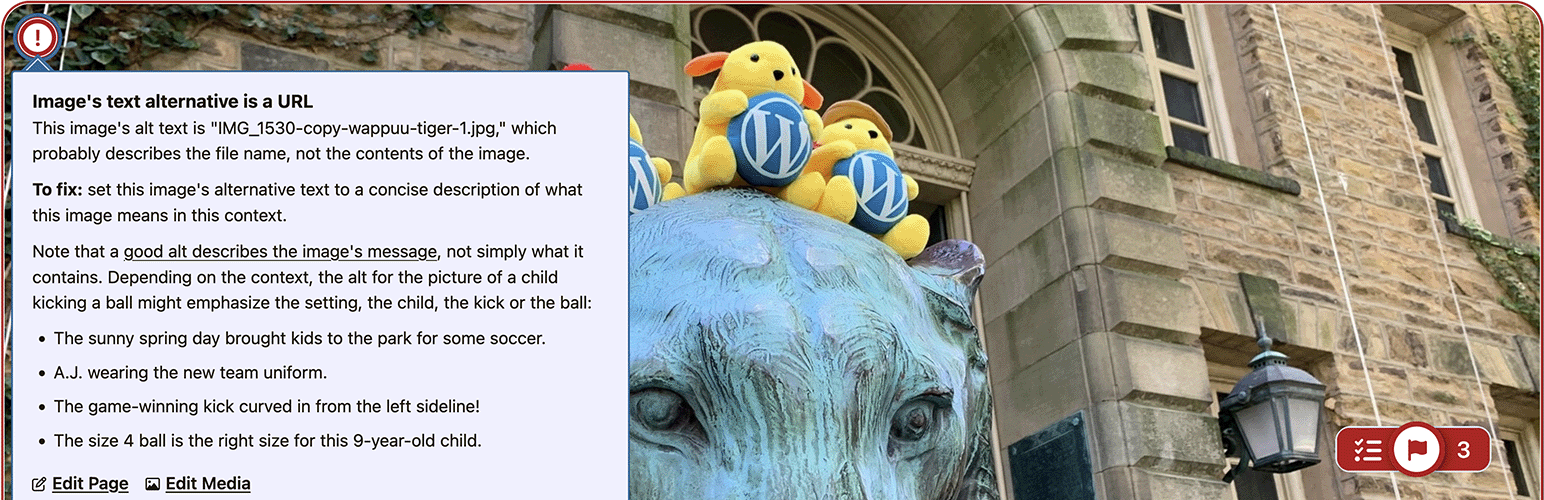 !
Image's text alternative is a URL
This image's alt text is "IMG_1530-copy-wappuu-tiger-1.jpg," which
probably describes the file name, not the contents of the image.
To fix: set this image's alternative text to a concise description of what
this image means in this context.
Note that a good alt describes the image's message, not simply what it
contains. Depending on the context, the alt for the picture of a child
kicking a ball might emphasize the setting, the child, the kick or the ball:
• The sunny spring day brought kids to the park for some soccer.
• A.J. wearing the new team uniform.
• The game-winning kick curved in from the left sideline!
• The size 4 ball is the right size for this 9-year-old child.
Edit Page Edit Media
W
W
W
3